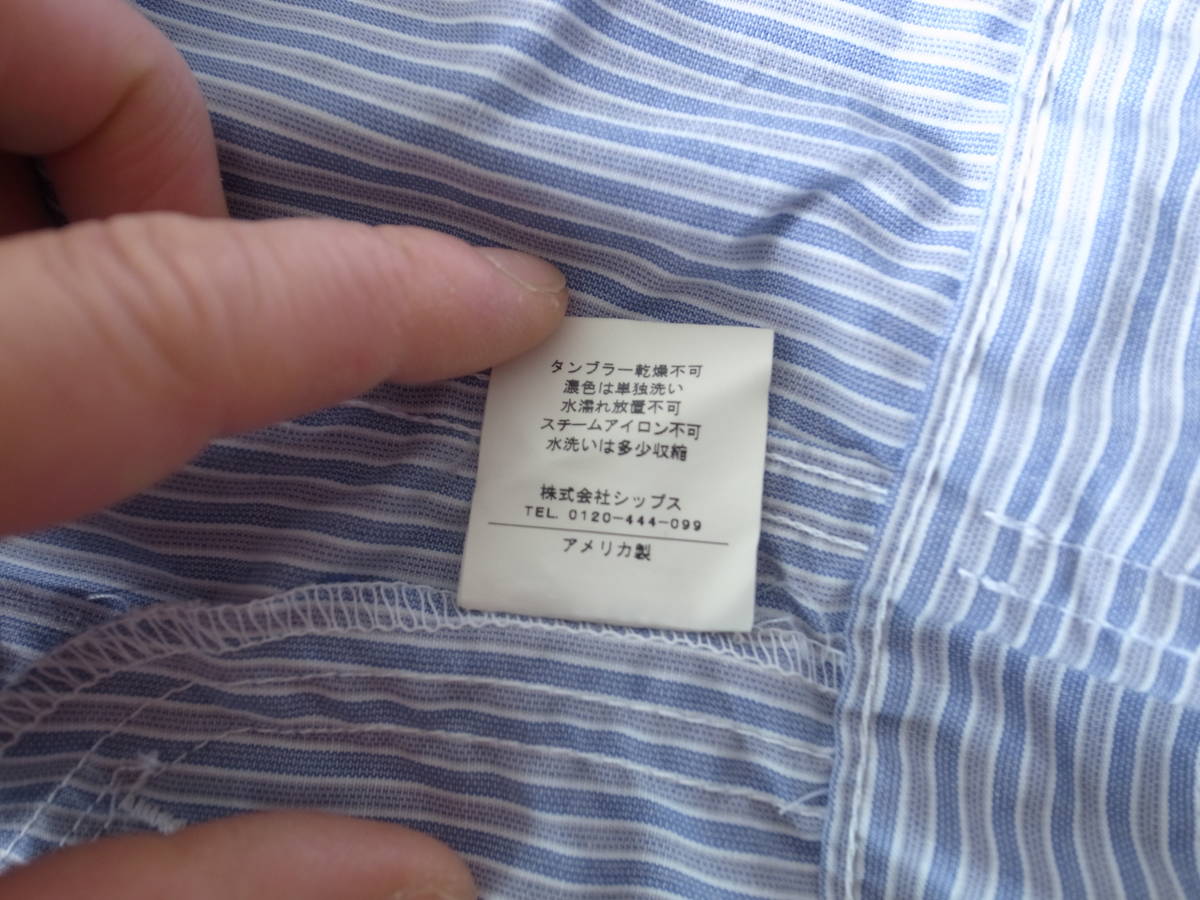 タンブラー乾燥不可
濃色は単独洗い
水濡れ放置不可
スチームアイロン不可
水洗いは多少収縮
株式会社シップス
TEL. 0120-444-099
アメリカ製